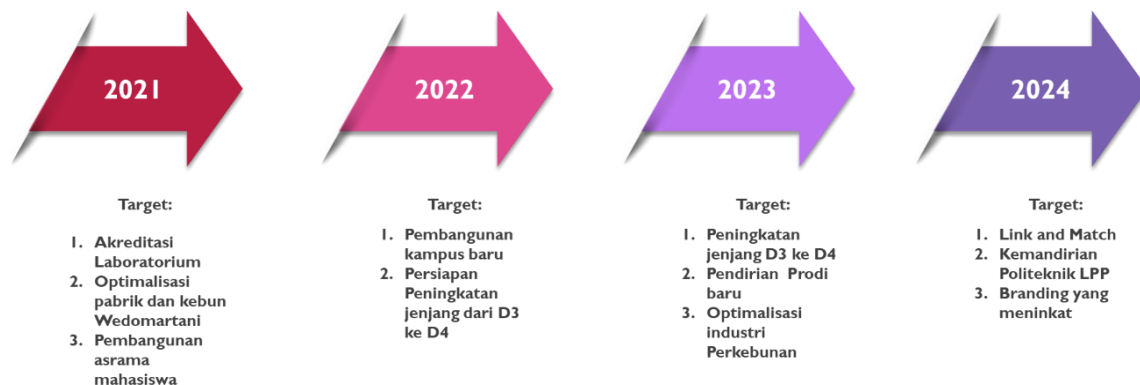 2021
Target:
1. Akreditasi
Laboratorium
2. Optimalisasi
pabrik dan kebun
Wedomartani
3. Pembangunan
asrama
mahasiswa
2022
Target:
1. Pembangunan
kampus baru
2. Persiapan
Peningkatan
jenjang dari D3
ke D4
2023
Target:
1. Peningkatan
jenjang D3 ke D4
2. Pendirian Prodi
baru
3. Optimalisasi
industri
Perkebunan
2024
Target:
1. Link and Match
2. Kemandirian
Politeknik LPP
3. Branding yang
meninkat